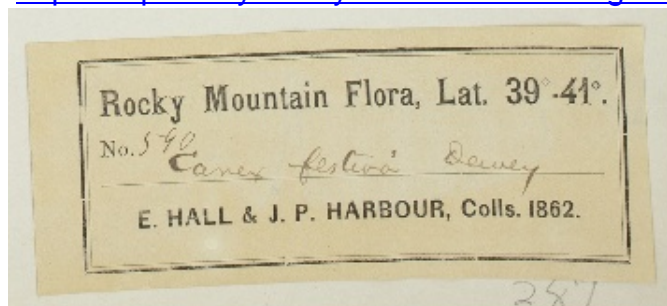 Rocky Mountain Flora, Lat. 39°-41°.
No. 590
Carex festiva Dewey
E. HALL & J. P. HARBOUR, Colls. 1862.